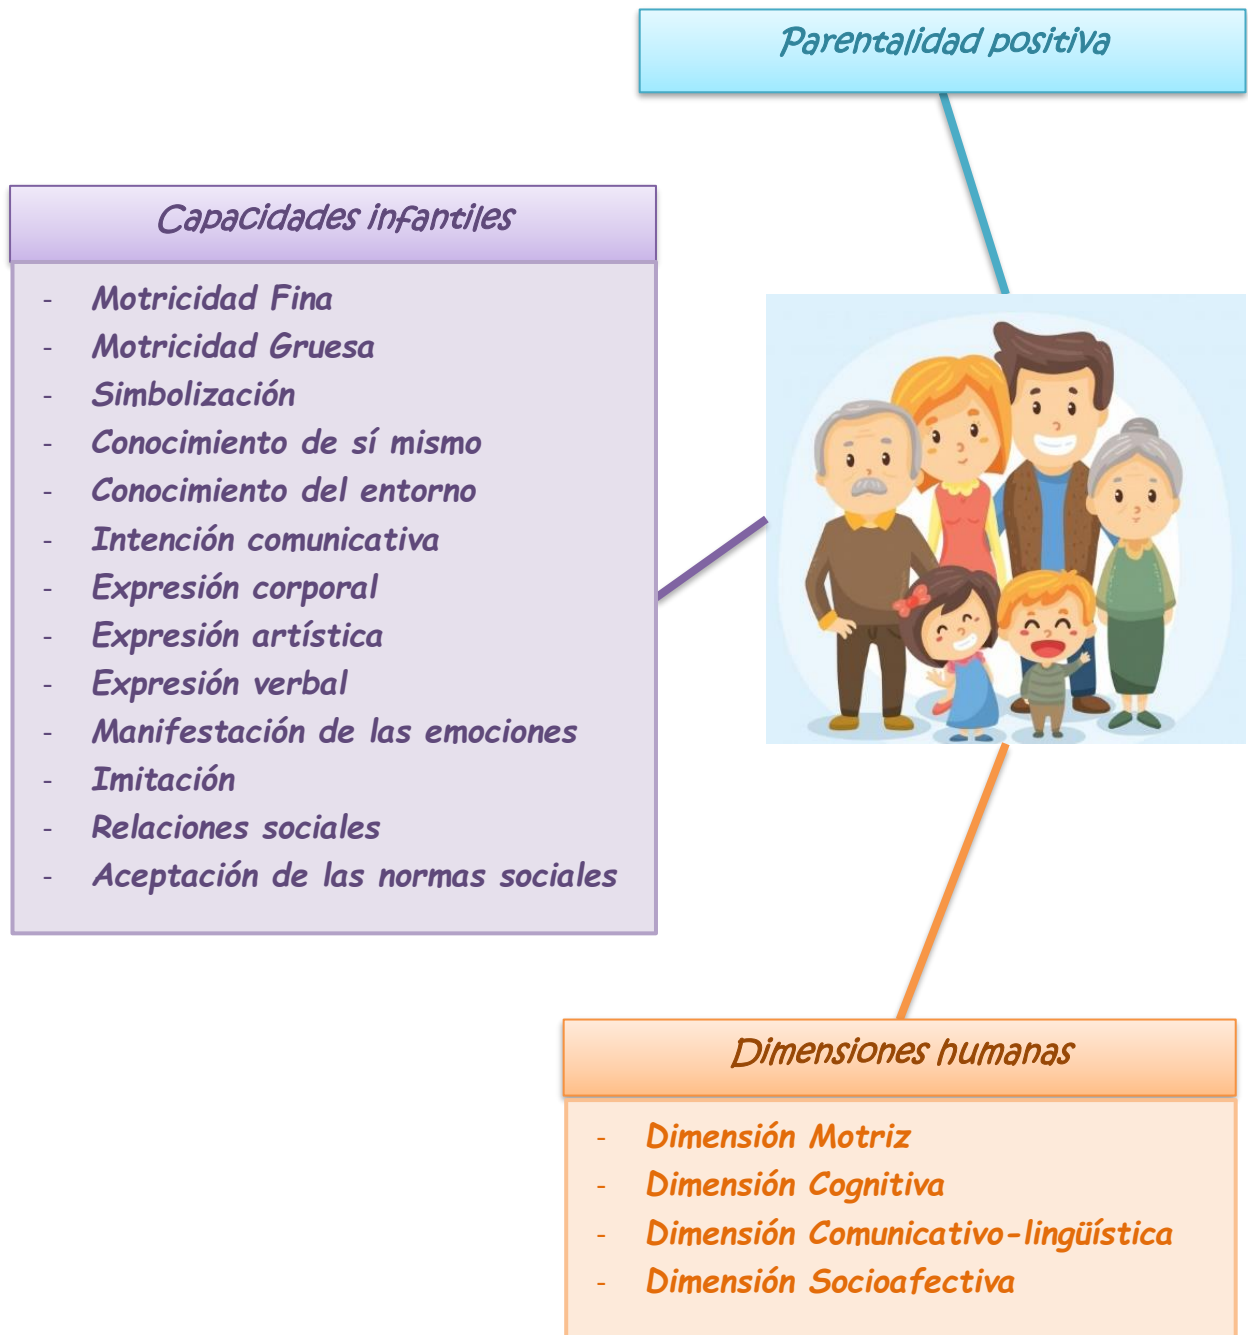 Parentalidad positiva
Capacidades infantiles
- Motricidad Fina
- Motricidad Gruesa
- Simbolización
- Conocimiento de sí mismo
- Conocimiento del entorno
- Intención comunicativa
- Expresión corporal
- Expresión artística
- Expresión verbal
- Manifestación de las emociones
- Imitación
- Relaciones sociales
- Aceptación de las normas sociales
Dimensiones humanas
- Dimensión Motriz
- Dimensión Cognitiva
- Dimensión Comunicativo-lingüística
- Dimensión Socioafectiva